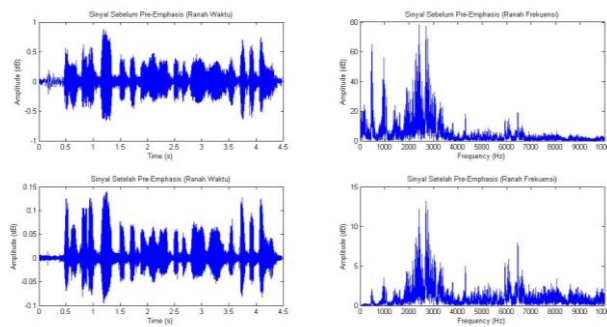 Sinyal Sebelum Pre-Emphasis (Ranah Waktu)
1
0.5
0
-0.5
-1
Amplitude (dB)
0 0.5 1 1.5 2 2.5 3 3.5 4 4.5
Time (s)
Sinyal Sebelum Pre-Emphasis (Ranah Frekuensi)
80
60
40
20
0
Amplitude (dB)
0 1000 2000 3000 4000 5000 6000 7000 8000 9000 1000
Frequency (Hz)
Sinyal Setelah Pre-Emphasis (Ranah Waktu)
0.15
0.1
0.05
0
-0.05
-0.1
Amplitude (dB)
0 0.5 1 1.5 2 2.5 3 3.5 4 4.5
Time (s)
Sinyal Setelah Pre-Emphasis (Ranah Frekuensi)
15
10
5
0
Amplitude (dB)
0 1000 2000 3000 4000 5000 6000 7000 8000 9000 1000
Frequency (Hz)